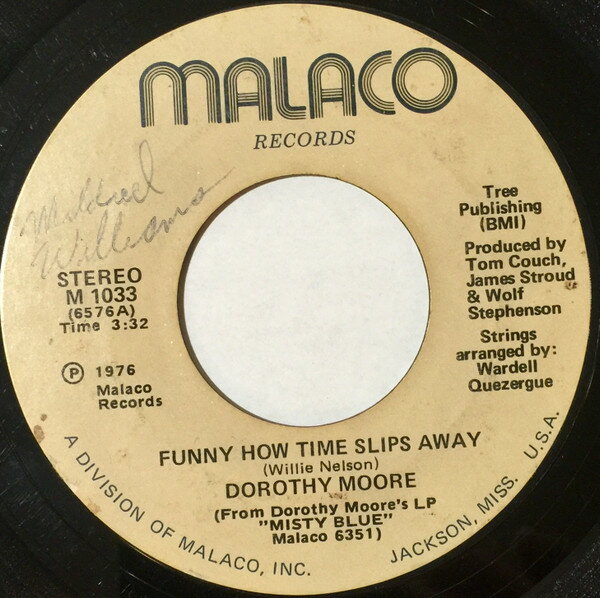 MALACO
RECORDS
Mildred
Williams
STEREO
M 1033
(6576A)
Time 3:32
Ⓟ 1976
Malaco
Records
Tree
Publishing
(BMI)
Produced by
Tom Couch,
James Stroud
& Wolf
Stephenson
Strings
arranged by:
Wardell
Quezergue
FUNNY HOW TIME SLIPS AWAY
(Willie Nelson)
DOROTHY MOORE
(From Dorothy Moore's LP
"MISTY BLUE"
Malaco 6351)
A DIVISION OF MALACO, INC.
JACKSON, MISS. U.S.A.